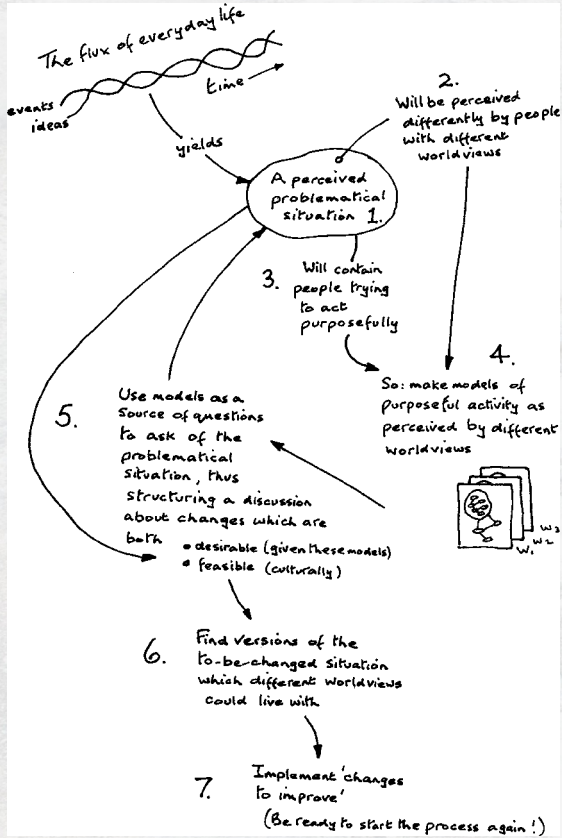 The flux of everyday life
time
events
ideas
yields
A perceived
problematical
situation 1.
2.
Will be perceived
differently by people
with different
worldviews
3.
Will contain
people trying
to act
purposefully
4.
So: make models of
purposeful activity as
perceived by different
worldviews
W1
W2
W3
5.
Use models as a
source of questions
to ask of the
problematical
situation, thus
structuring a discussion
about changes which are
both
• desirable (given these models)
• feasible (culturally)
6.
Find versions of the
to-be-changed situation
which different worldviews
could live with
7.
Implement 'changes
to improve'
(Be ready to start the process again!)